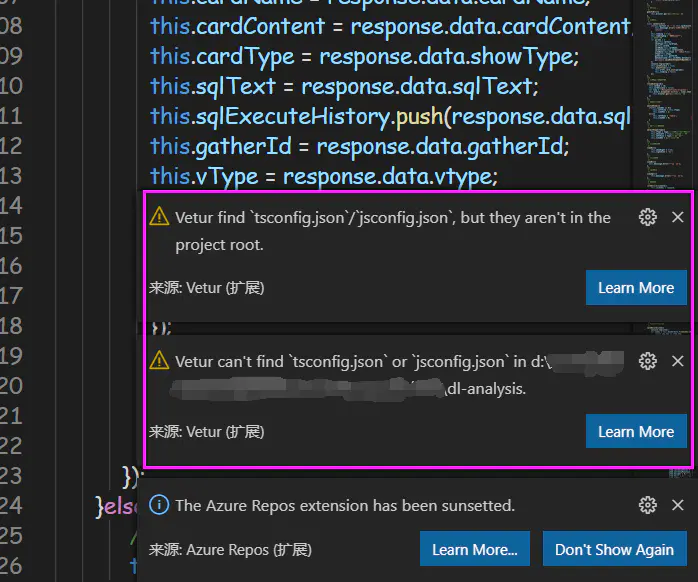 08
09
10
11
12
13
14
15
16
17
18
19
20
21
22
23
24
25
26
this.cardContent = response.data.cardContent,
this.cardType = response.data.showType;
this.sqlText = response.data.sqlText;
this.sqlExecuteHistory.push(response.data.sql
this.gatherId = response.data.gatherId;
this.vType = response.data.vtype;
Vetur find `tsconfig.json`/`jsconfig.json`, but they aren't in the
project root.
来源: Vetur (扩展)
Learn More
});
Vetur can't find `tsconfig.json` or `jsconfig.json` in d:\
\dl-analysis.
来源: Vetur (扩展)
Learn More
});
}els
The Azure Repos extension has been sunsetted.
来源: Azure Repos (扩展)
Learn More...
Don't Show Again
/
t